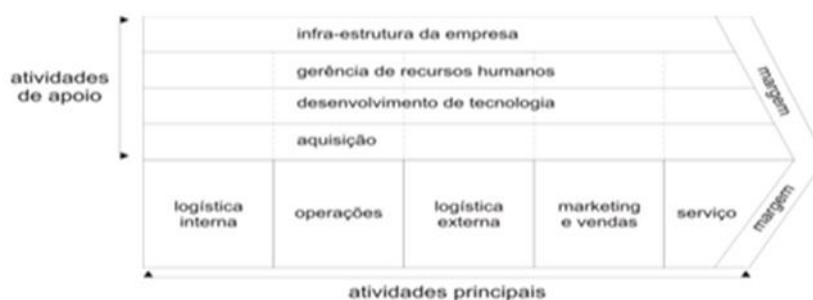 infra-estrutura da empresa
gerência de recursos humanos
desenvolvimento de tecnologia
aquisição
atividades
de apoio
margem
logística
interna
operações
logística
externa
marketing
e vendas
serviço
margem
atividades principais